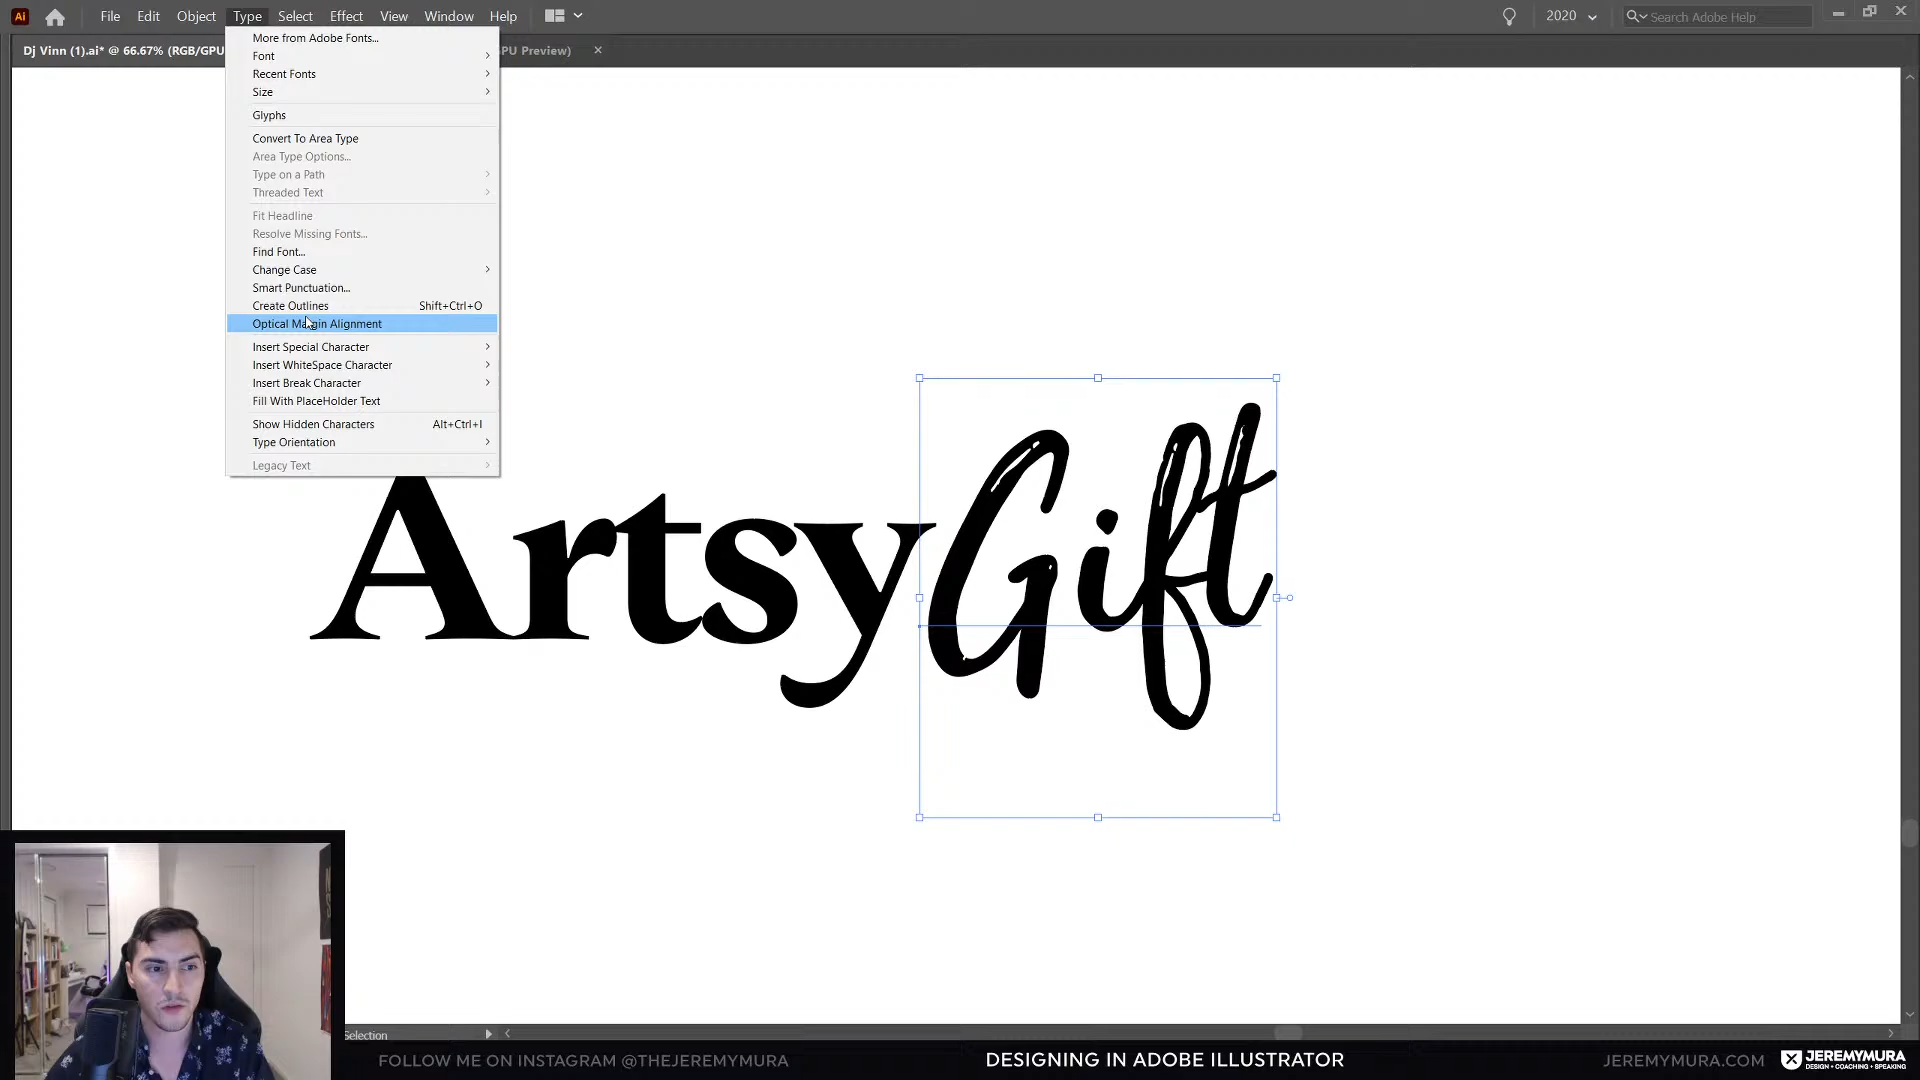 Ai File Edit Object Type Select Effect View Window Help 2020 Search Adobe Help
Dj Vinn (1).ai* @ 66.67% (RGB/GPU PU Preview)
More from Adobe Fonts...
Font
Recent Fonts
Size
Glyphs
Convert To Area Type
Area Type Options...
Type on a Path
Threaded Text
Fit Headline
Resolve Missing Fonts...
Find Font...
Change Case
Smart Punctuation...
Create Outlines Shift+Ctrl+O
Optical Margin Alignment
Insert Special Character
Insert WhiteSpace Character
Insert Break Character
Fill With PlaceHolder Text
Show Hidden Characters Alt+Ctrl+I
Type Orientation
Legacy Text
ArtsyGift
Selection
FOLLOW ME ON INSTAGRAM @THEJEREMYMURA DESIGNING IN ADOBE ILLUSTRATOR JEREMYMURA.COM JEREMYMURA
DESIGN • COACHING • SPEAKING